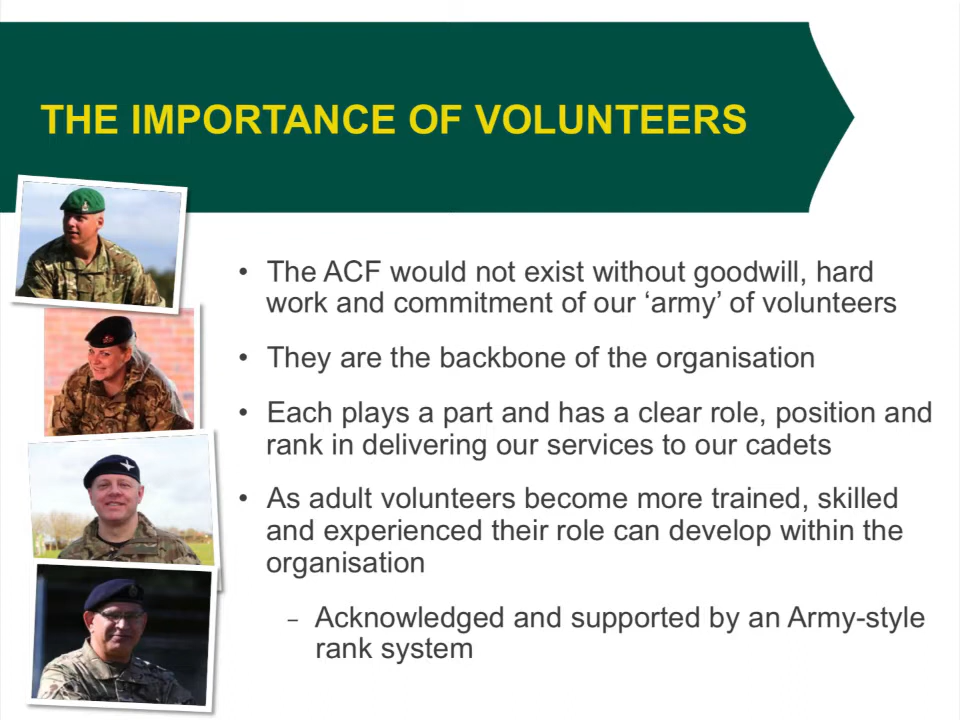 THE IMPORTANCE OF VOLUNTEERS
• The ACF would not exist without goodwill, hard
work and commitment of our ‘army’ of volunteers
• They are the backbone of the organisation
• Each plays a part and has a clear role, position and
rank in delivering our services to our cadets
• As adult volunteers become more trained, skilled
and experienced their role can develop within the
organisation
– Acknowledged and supported by an Army-style
rank system